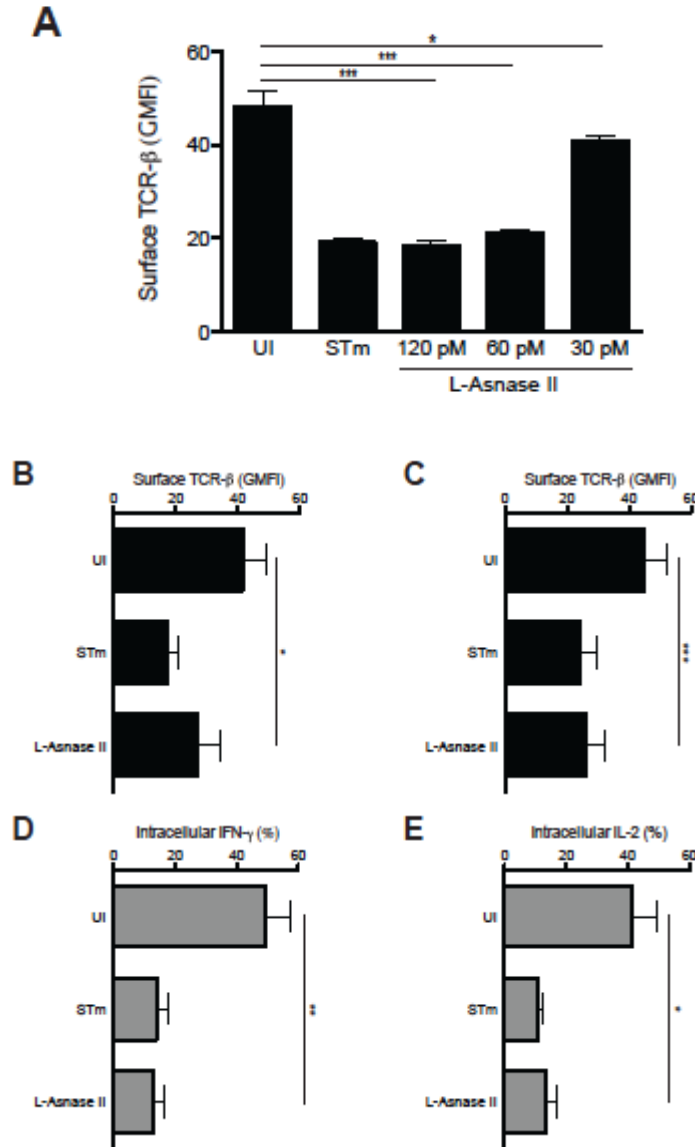 A
Surface TCR-β (GMFI)
60
40
20
0
*
***
***
UI STm 120 pM 60 pM 30 pM
L-Asnase II
B
Surface TCR-β (GMFI)
0 20 40 60
UI
STm
L-Asnase II
*
C
Surface TCR-β (GMFI)
0 20 40 60
UI
STm
L-Asnase II
***
D
Intracellular IFN-γ (%)
0 20 40 60
UI
STm
L-Asnase II
**
E
Intracellular IL-2 (%)
0 20 40 60
UI
STm
L-Asnase II
*